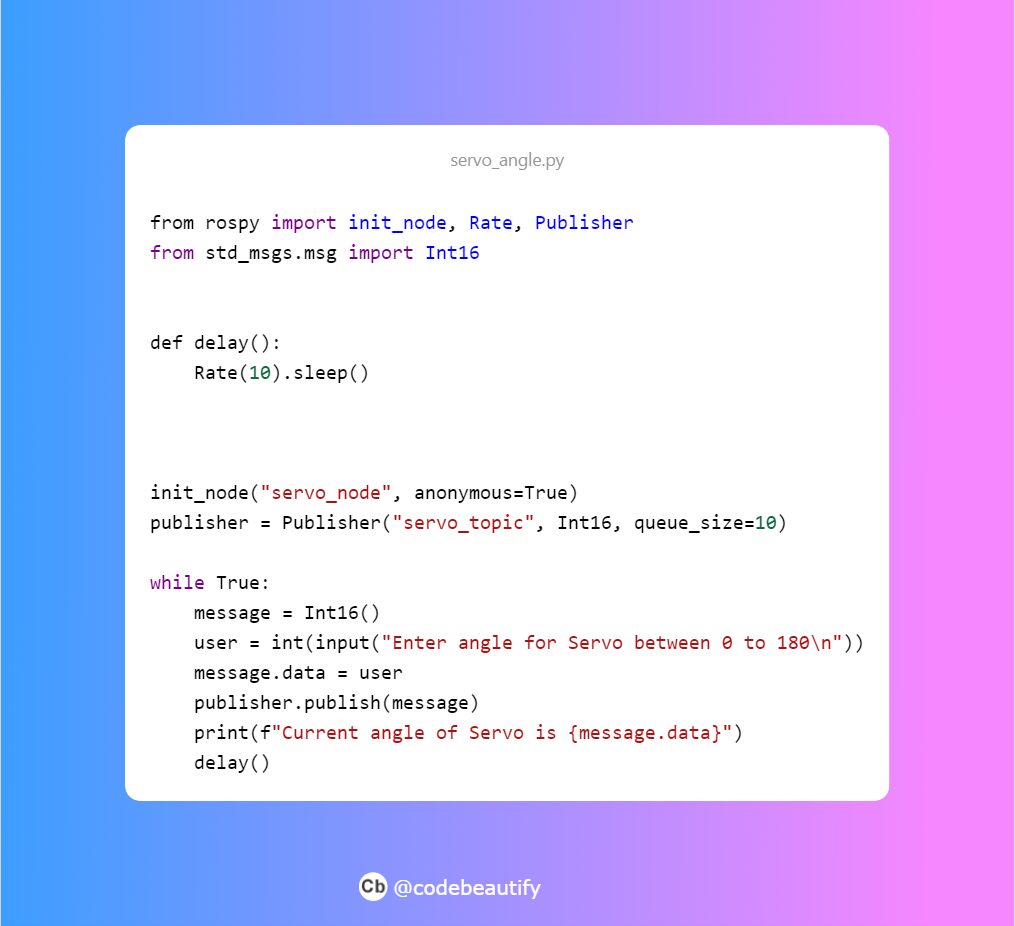 servo_angle.py
from rospy import init_node, Rate, Publisher
from std_msgs.msg import Int16
def delay():
    Rate(10).sleep()
init_node("servo_node", anonymous=True)
publisher = Publisher("servo_topic", Int16, queue_size=10)
while True:
    message = Int16()
    user = int(input("Enter angle for Servo between 0 to 180\n"))
    message.data = user
    publisher.publish(message)
    print(f"Current angle of Servo is {message.data}")
    delay()
Cb @codebeautify